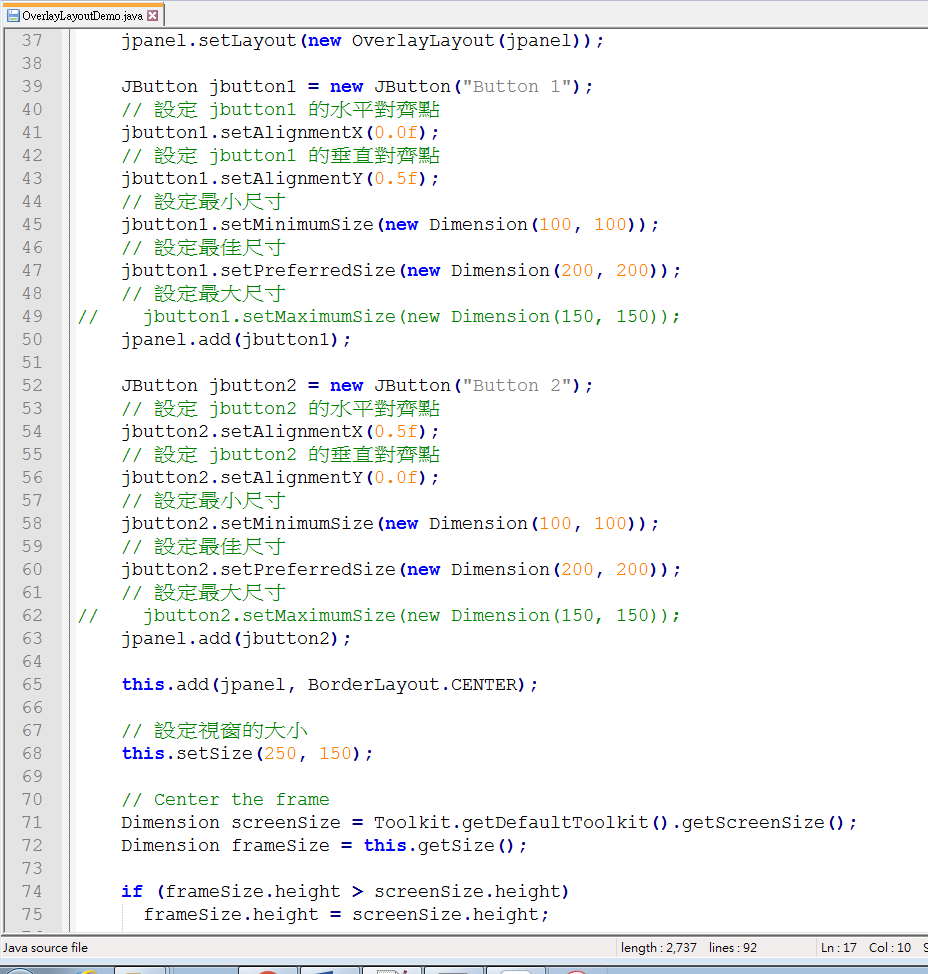 OverlayLayoutDemo.java
37 jpanel.setLayout(new OverlayLayout(jpanel));
38
39 JButton jbutton1 = new JButton("Button 1");
40 // 設定 jbutton1 的水平對齊點
41 jbutton1.setAlignmentX(0.0f);
42 // 設定 jbutton1 的垂直對齊點
43 jbutton1.setAlignmentY(0.5f);
44 // 設定最小尺寸
45 jbutton1.setMinimumSize(new Dimension(100, 100));
46 // 設定最佳尺寸
47 jbutton1.setPreferredSize(new Dimension(200, 200));
48 // 設定最大尺寸
49 // jbutton1.setMaximumSize(new Dimension(150, 150));
50 jpanel.add(jbutton1);
51
52 JButton jbutton2 = new JButton("Button 2");
53 // 設定 jbutton2 的水平對齊點
54 jbutton2.setAlignmentX(0.5f);
55 // 設定 jbutton2 的垂直對齊點
56 jbutton2.setAlignmentY(0.0f);
57 // 設定最小尺寸
58 jbutton2.setMinimumSize(new Dimension(100, 100));
59 // 設定最佳尺寸
60 jbutton2.setPreferredSize(new Dimension(200, 200));
61 // 設定最大尺寸
62 // jbutton2.setMaximumSize(new Dimension(150, 150));
63 jpanel.add(jbutton2);
64
65 this.add(jpanel, BorderLayout.CENTER);
66
67 // 設定視窗的大小
68 this.setSize(250, 150);
69
70 // Center the frame
71 Dimension screenSize = Toolkit.getDefaultToolkit().getScreenSize();
72 Dimension frameSize = this.getSize();
73
74 if (frameSize.height > screenSize.height)
75 frameSize.height = screenSize.height;
Java source file length : 2,737 lines : 92 Ln : 17 Col : 10